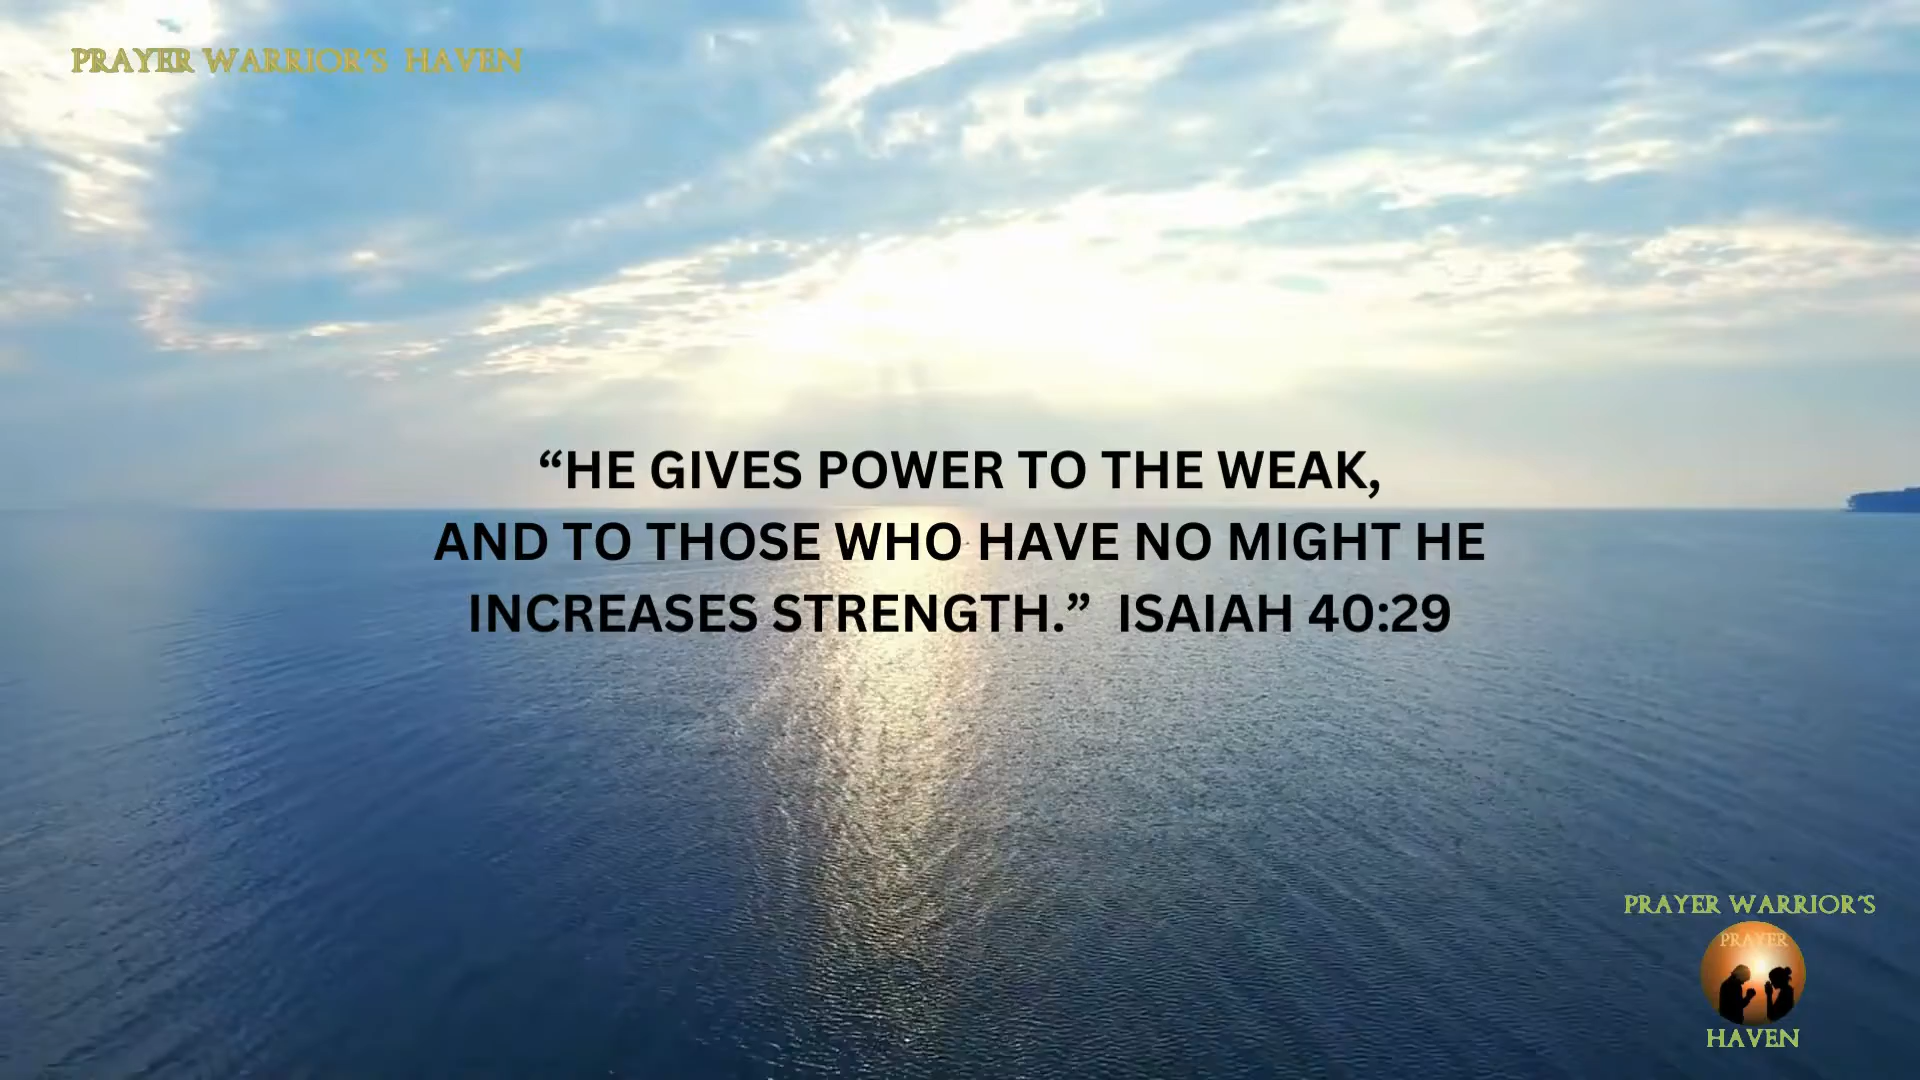 PRAYER WARRIOR'S HAVEN
“HE GIVES POWER TO THE WEAK,
AND TO THOSE WHO HAVE NO MIGHT HE
INCREASES STRENGTH.” ISAIAH 40:29
PRAYER WARRIOR'S
PRAYER
HAVEN